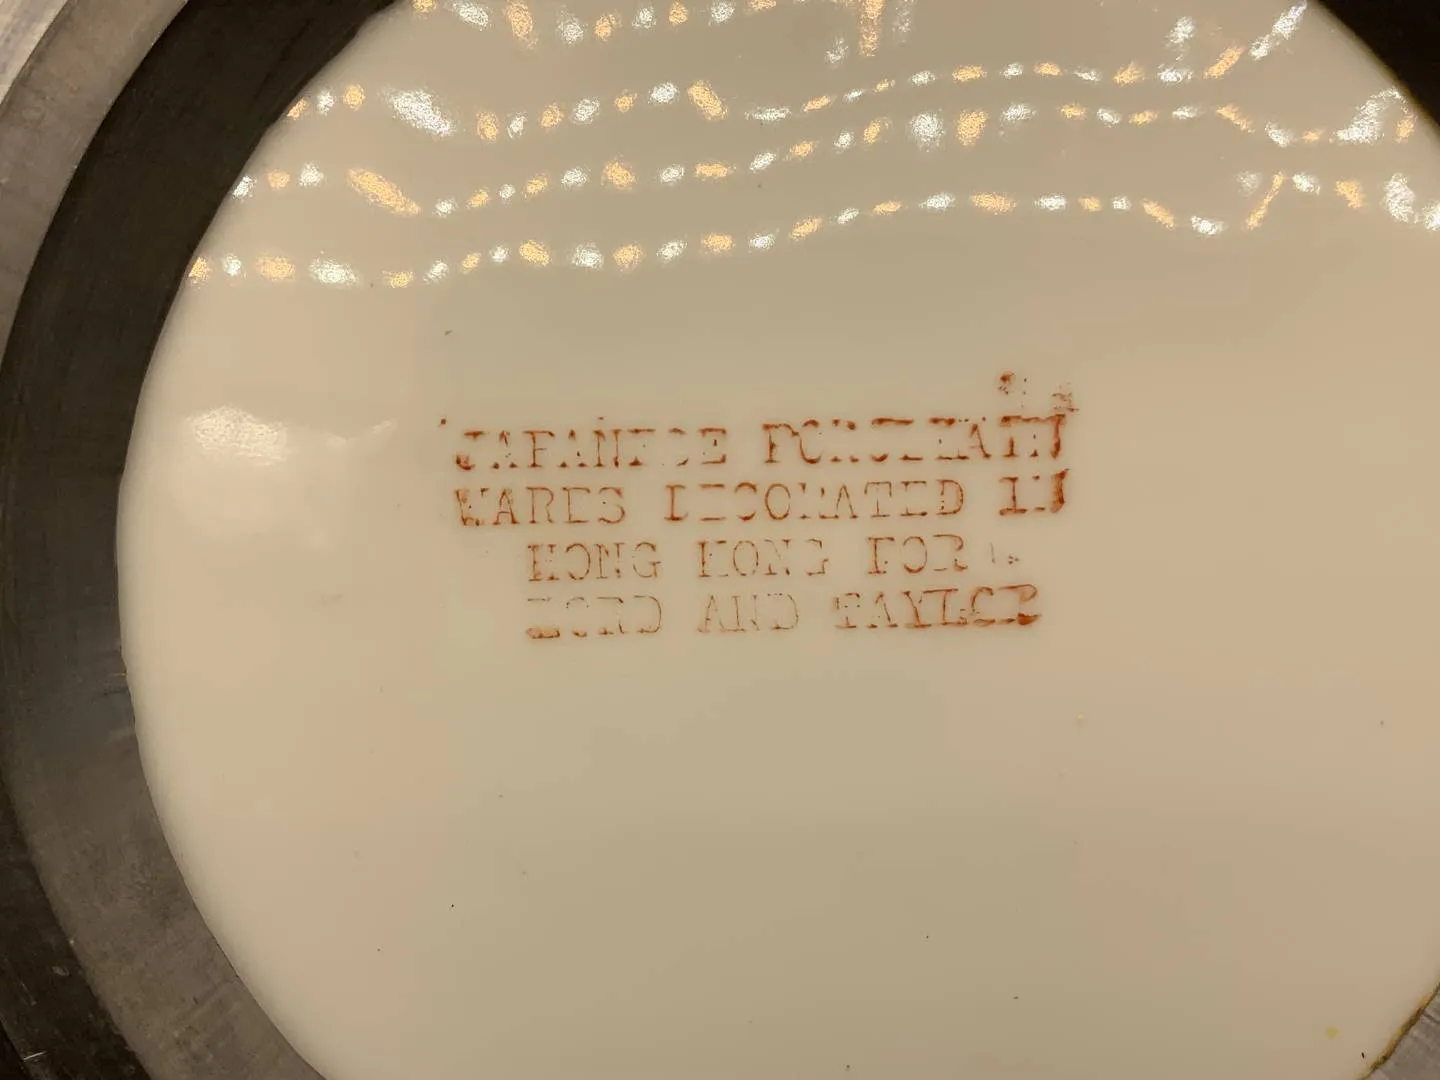 JAPANESE PORCELAIN
WARES DECORATED IN
HONG KONG FOR
LORD AND TAYLOR